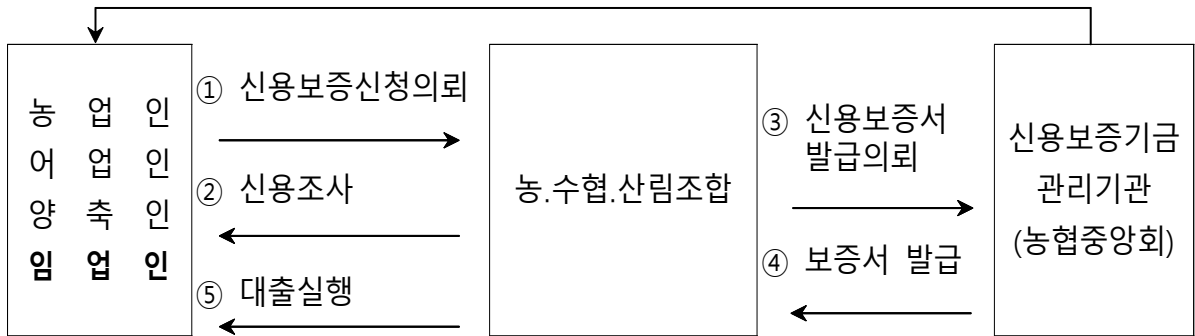 농 업 인
어 업 인
양 축 인
임 업 인
① 신용보증신청의뢰
② 신용조사
⑤ 대출실행
농.수협.산림조합
③ 신용보증서
발급의뢰
④ 보증서 발급
신용보증기금
관리기관
(농협중앙회)